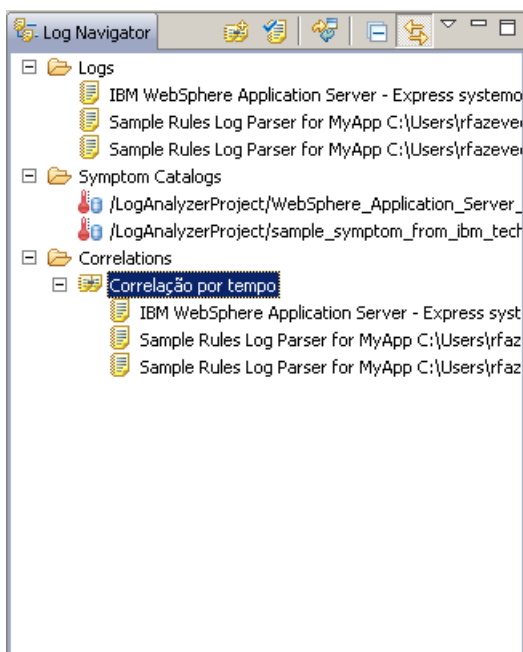 Log Navigator
Logs
IBM WebSphere Application Server - Express systemo
Sample Rules Log Parser for MyApp C:\Users\rfazeve
Sample Rules Log Parser for MyApp C:\Users\rfazeve
Symptom Catalogs
/LogAnalyzerProject/WebSphere_Application_Server_
/LogAnalyzerProject/sample_symptom_from_ibm_tech
Correlations
Correlação por tempo
IBM WebSphere Application Server - Express syst
Sample Rules Log Parser for MyApp C:\Users\rfaz
Sample Rules Log Parser for MyApp C:\Users\rfaz